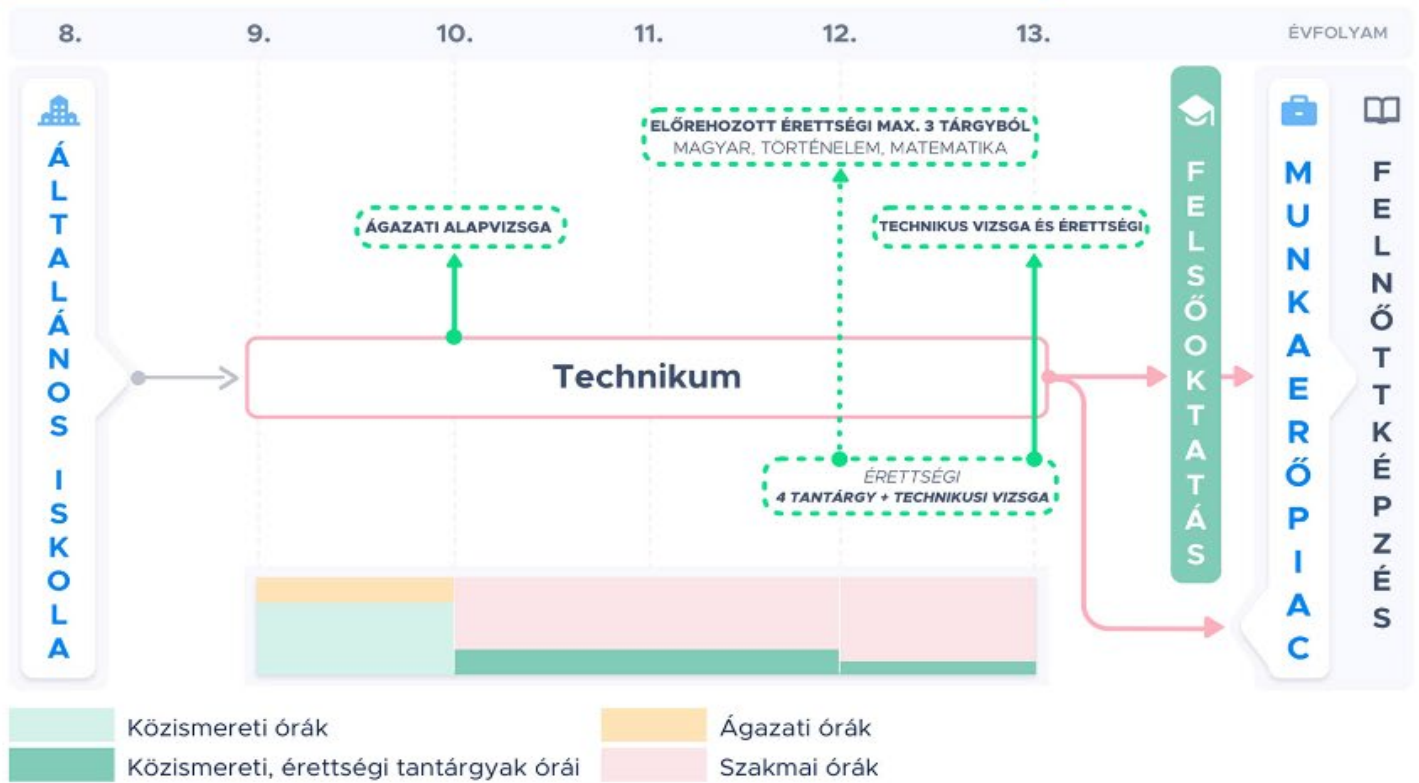 8. 9. 10. 11. 12. 13. ÉVFOLYAM
ÁLTALÁNOS ISKOLA
ELŐREHOZOTT ÉRETTSÉGI MAX. 3 TÁRGYBÓL
MAGYAR, TORTÉNELEM, MATEMATIKA
ÁGAZATI ALAPVIZSGA
TECHNIKUS VIZSGA ÉS ÉRETTSÉGI
Technikum
ÉRETTSÉGI
4 TANTÁRGY + TECHNIKUSI VIZSGA
FELSŐOKTATÁS
MUNKAERŐPIAC
FELNŐTTKÉPZÉS
Közismereti órák
Ágazati órák
Közismereti, érettségi tantárgyak órái
Szakmai órák